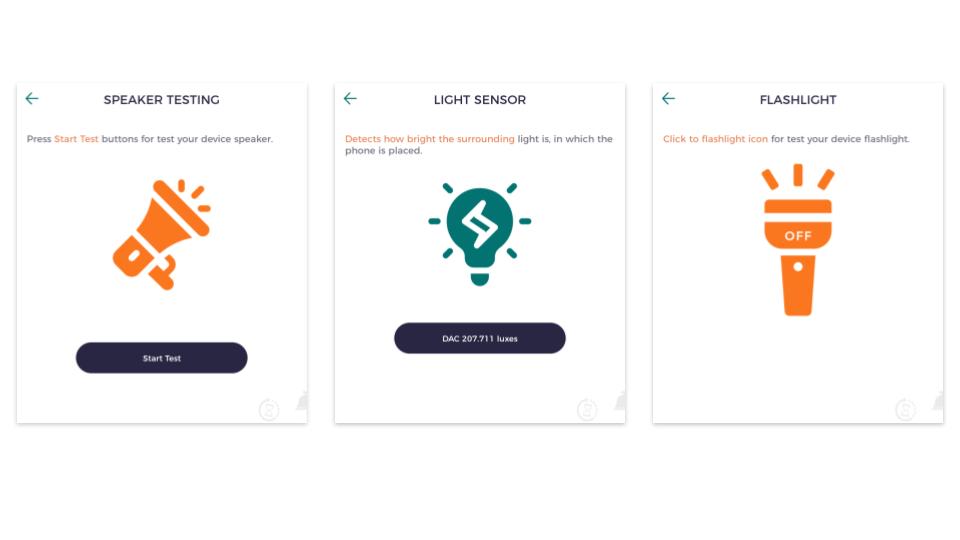 SPEAKER TESTING
Press Start Test buttons for test your device speaker.
Start Test
LIGHT SENSOR
Detects how bright the surrounding light is, in which the
phone is placed.
DAC 207.711 luxes
FLASHLIGHT
Click to flashlight icon for test your device flashlight.
OFF